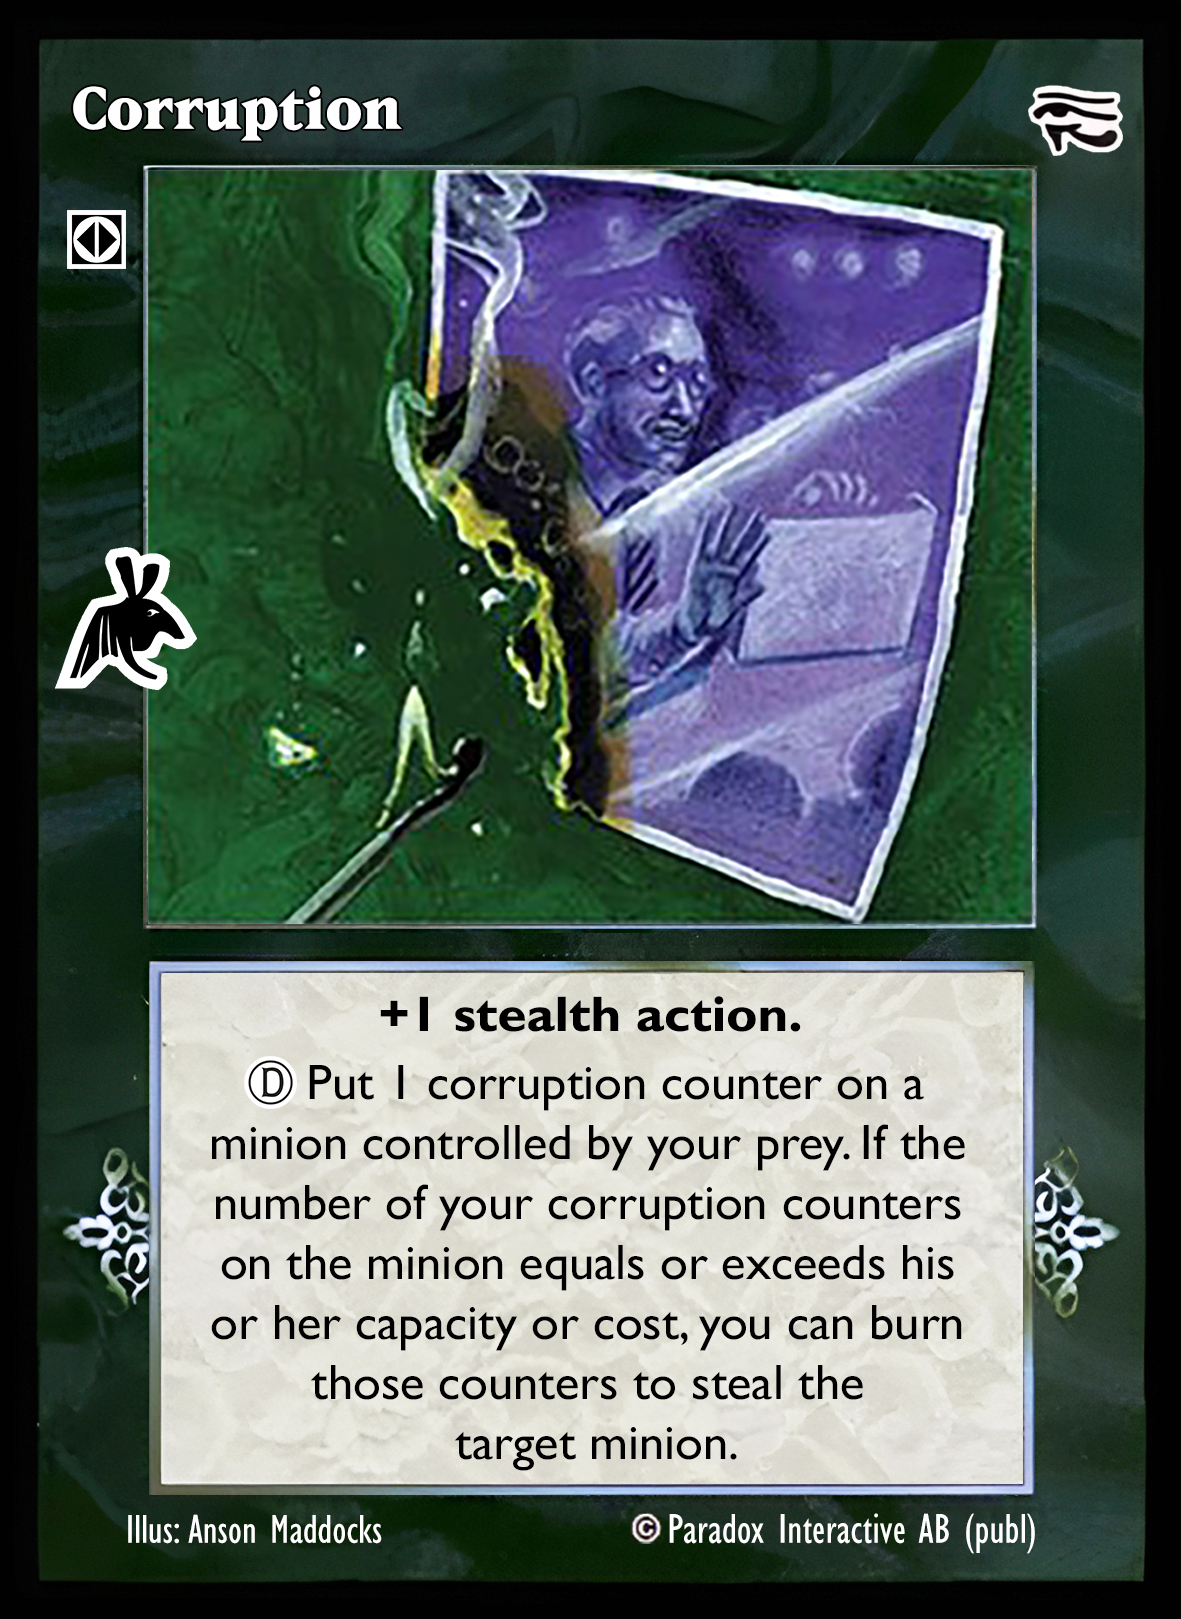 Corruption
+1 stealth action.
Ⓓ Put 1 corruption counter on a
minion controlled by your prey. If the
number of your corruption counters
on the minion equals or exceeds his
or her capacity or cost, you can burn
those counters to steal the
target minion.
Illus: Anson Maddocks
© Paradox Interactive AB (publ)